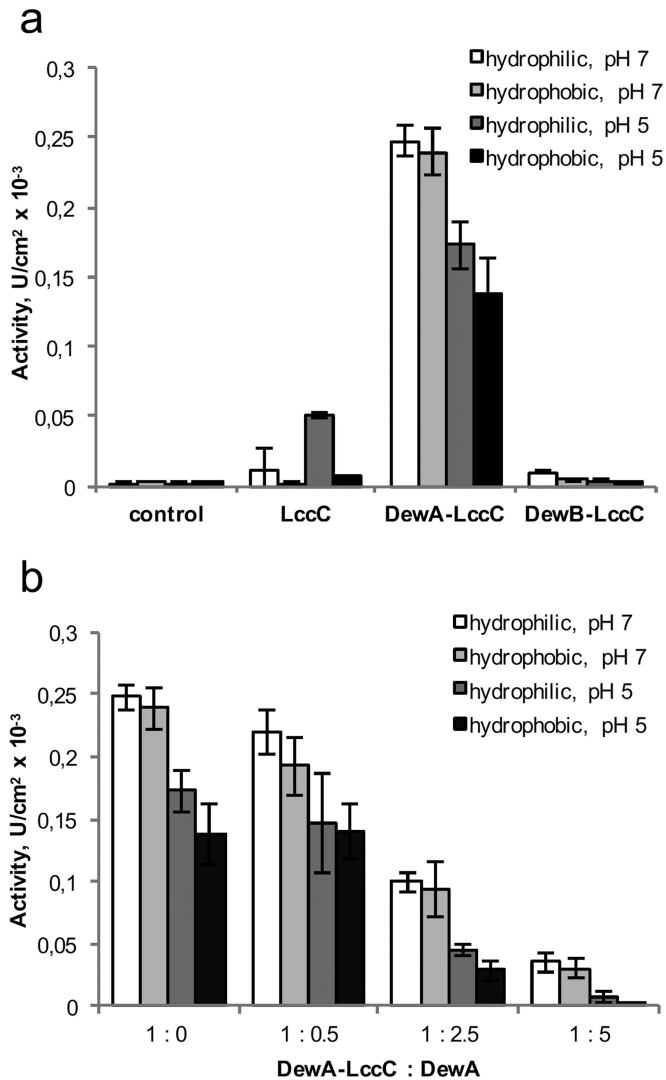 a
hydrophilic, pH 7
hydrophobic, pH 7
hydrophilic, pH 5
hydrophobic, pH 5
Activity, U/cm² x 10⁻³
0,3
0,25
0,2
0,15
0,1
0,05
0
control LccC DewA-LccC DewB-LccC
b
hydrophilic, pH 7
hydrophobic, pH 7
hydrophilic, pH 5
hydrophobic, pH 5
Activity, U/cm² x 10⁻³
0,3
0,25
0,2
0,15
0,1
0,05
0
1 : 0 1 : 0.5 1 : 2.5 1 : 5
DewA-LccC : DewA